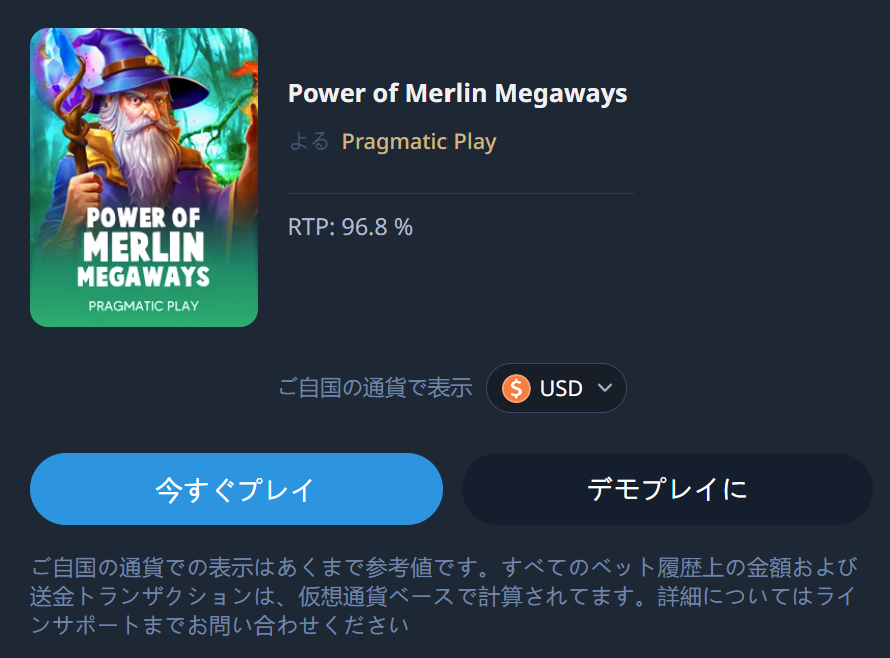 POWER OF
MERLIN
MEGAWAYS
PRAGMATIC PLAY
Power of Merlin Megaways
よる Pragmatic Play
RTP: 96.8 %
ご自国の通貨で表示 $ USD
今すぐプレイ
デモプレイに
ご自国の通貨での表示はあくまで参考値です。すべてのベット履歴上の金額および
送金トランザクションは、仮想通貨ベースで計算されてます。詳細についてはライ
ンサポートまでお問い合わせください